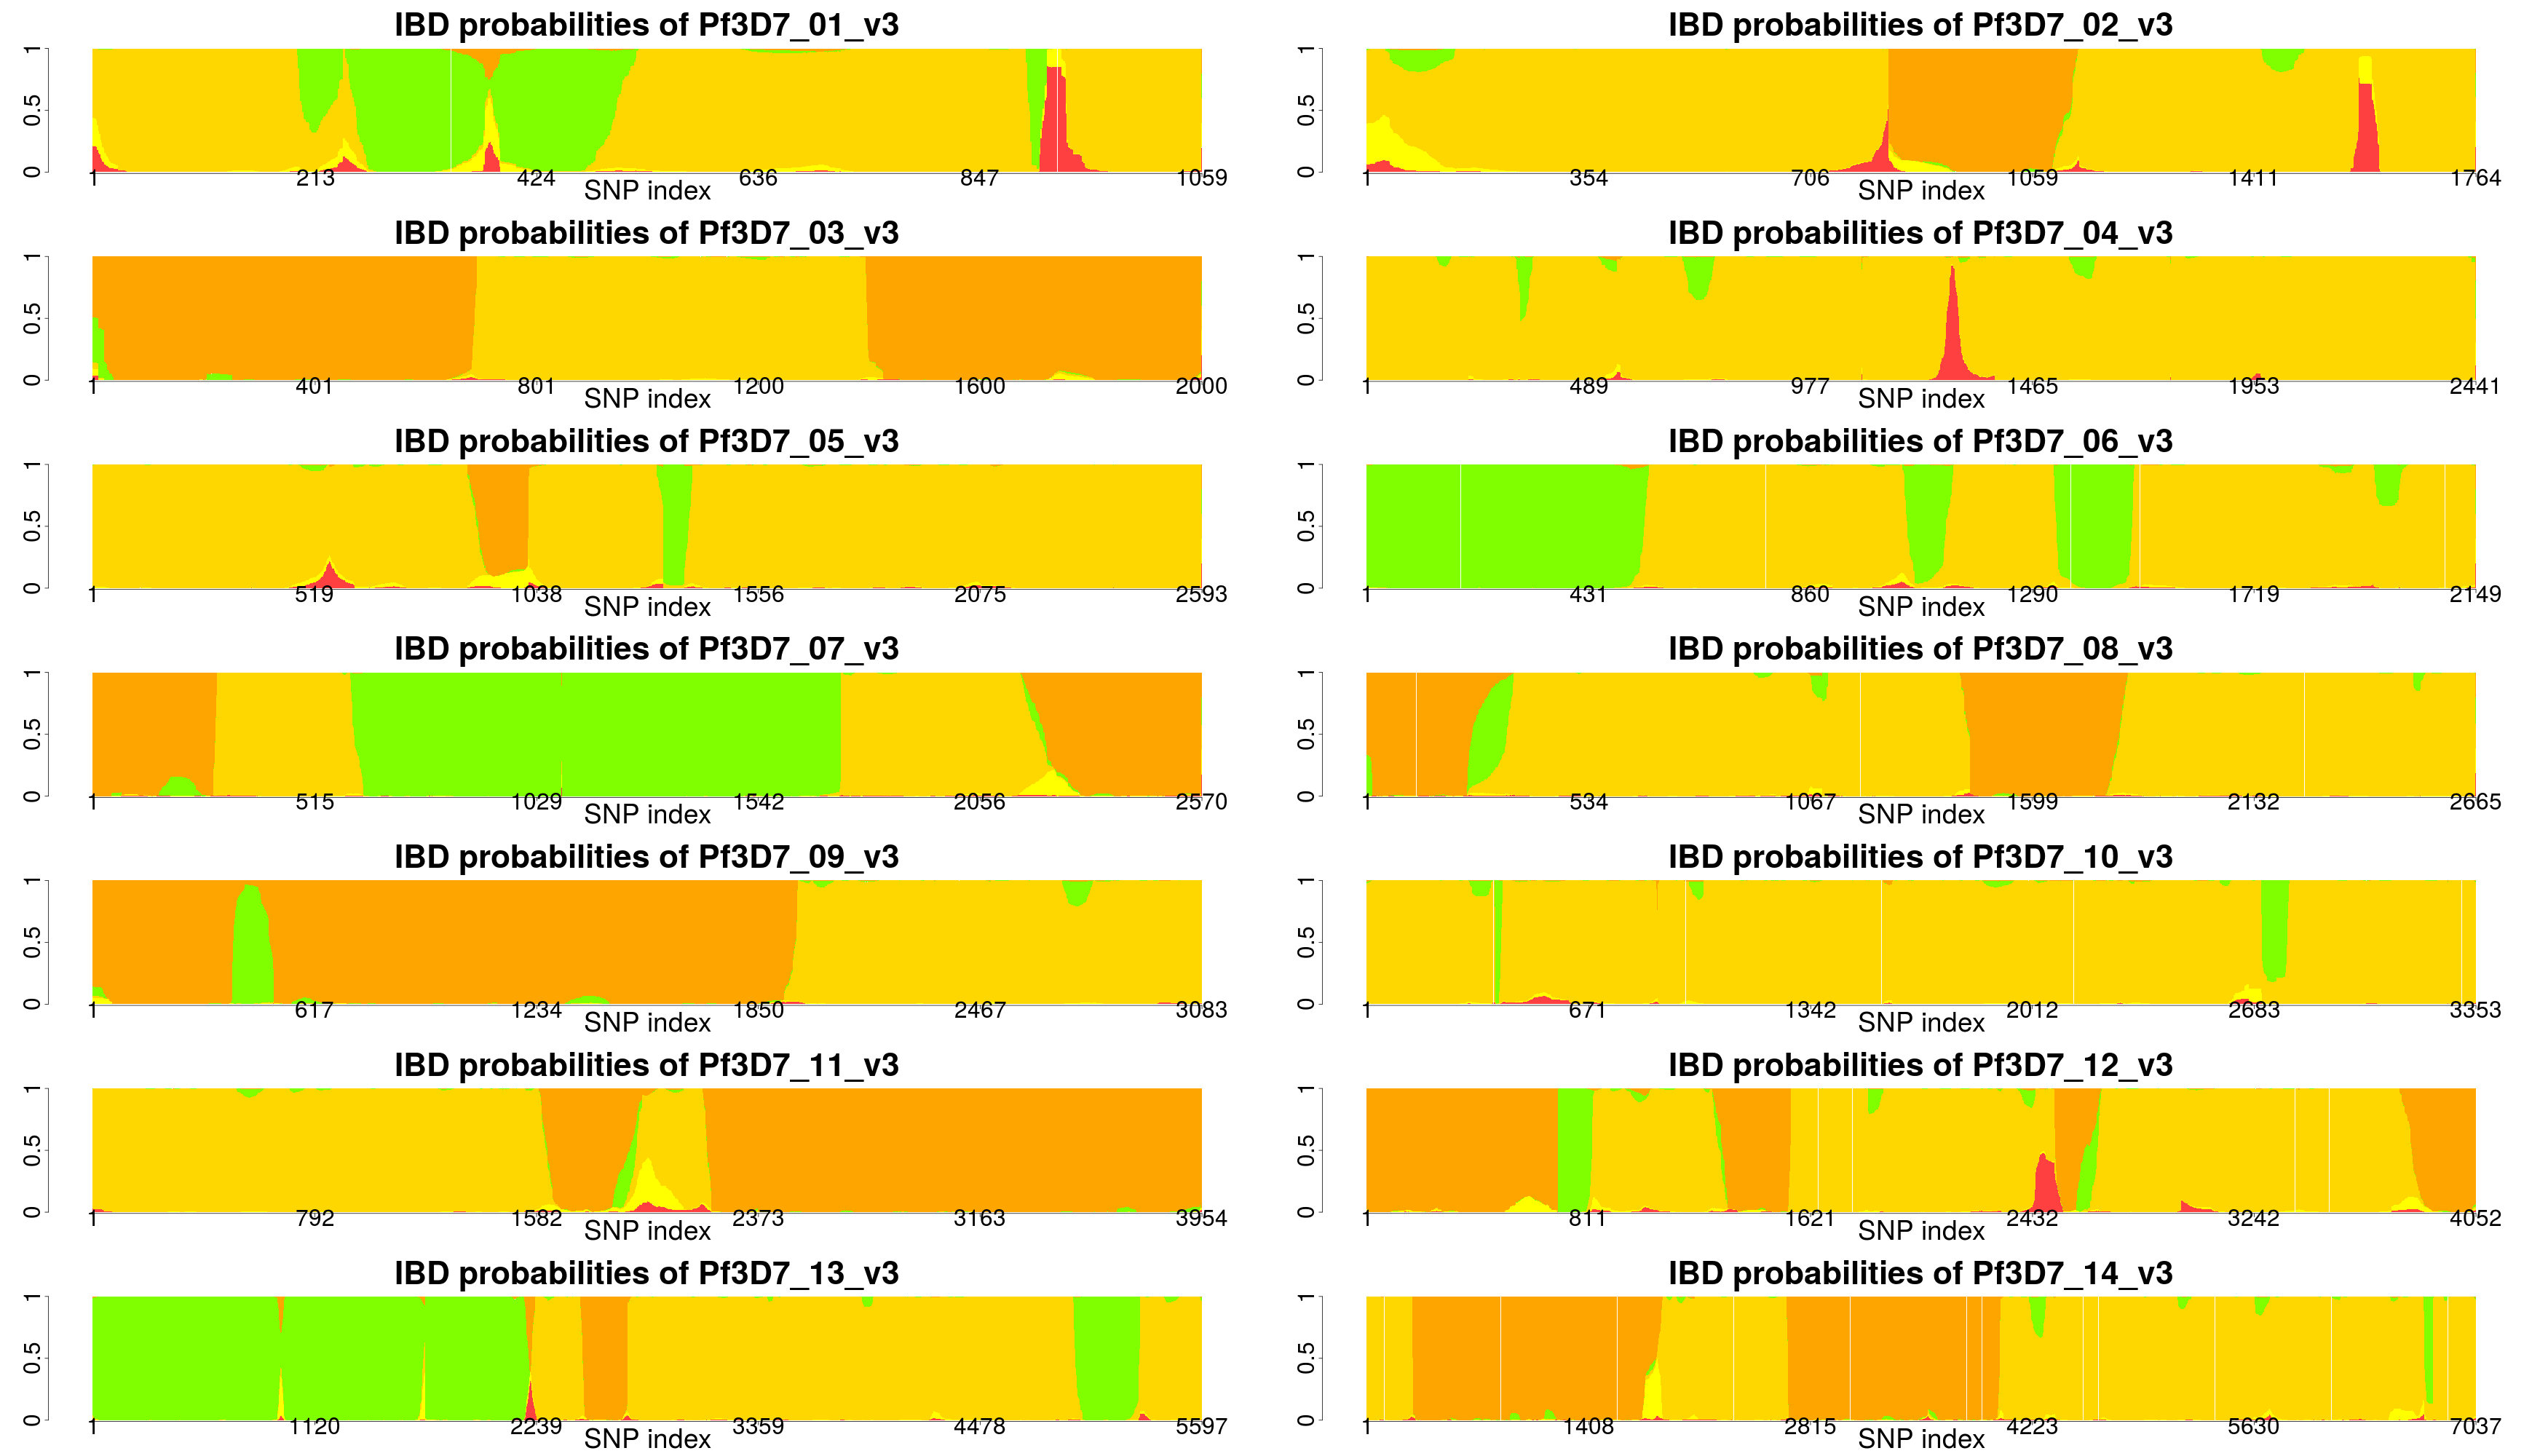 IBD probabilities of Pf3D7_01_v3
0 0.5 1
1 213 424 636 847 1059
SNP index
IBD probabilities of Pf3D7_02_v3
0 0.5 1
1 354 706 1059 1411 1764
SNP index
IBD probabilities of Pf3D7_03_v3
0 0.5 1
1 401 801 1200 1600 2000
SNP index
IBD probabilities of Pf3D7_04_v3
0 0.5 1
1 489 977 1465 1953 2441
SNP index
IBD probabilities of Pf3D7_05_v3
0 0.5 1
1 519 1038 1556 2075 2593
SNP index
IBD probabilities of Pf3D7_06_v3
0 0.5 1
1 431 860 1290 1719 2149
SNP index
IBD probabilities of Pf3D7_07_v3
0 0.5 1
1 515 1029 1542 2056 2570
SNP index
IBD probabilities of Pf3D7_08_v3
0 0.5 1
1 534 1067 1599 2132 2665
SNP index
IBD probabilities of Pf3D7_09_v3
0 0.5 1
1 617 1234 1850 2467 3083
SNP index
IBD probabilities of Pf3D7_10_v3
0 0.5 1
1 671 1342 2012 2683 3353
SNP index
IBD probabilities of Pf3D7_11_v3
0 0.5 1
1 792 1582 2373 3163 3954
SNP index
IBD probabilities of Pf3D7_12_v3
0 0.5 1
1 811 1621 2432 3242 4052
SNP index
IBD probabilities of Pf3D7_13_v3
0 0.5 1
1 1120 2239 3359 4478 5597
SNP index
IBD probabilities of Pf3D7_14_v3
0 0.5 1
1 1408 2815 4223 5630 7037
SNP index